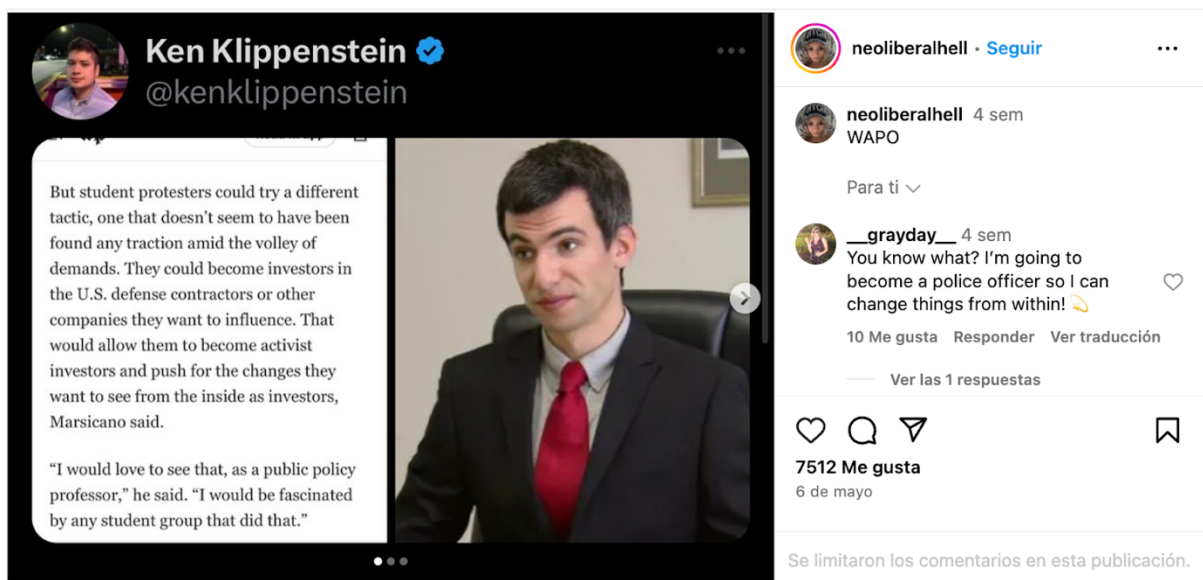 Ken Klippenstein
@kenklippenstein
But student protesters could try a different
tactic, one that doesn’t seem to have been
found any traction amid the volley of
demands. They could become investors in
the U.S. defense contractors or other
companies they want to influence. That
would allow them to become activist
investors and push for the changes they
want to see from the inside as investors,
Marsicano said.
“I would love to see that, as a public policy
professor,” he said. “I would be fascinated
by any student group that did that.”
neoliberalhell • Seguir
neoliberalhell 4 sem
WAPO
Para ti
__grayday__ 4 sem
You know what? I’m going to
become a police officer so I can
change things from within! 💫
10 Me gusta Responder Ver traducción
Ver las 1 respuestas
7512 Me gusta
6 de mayo
Se limitaron los comentarios en esta publicación.